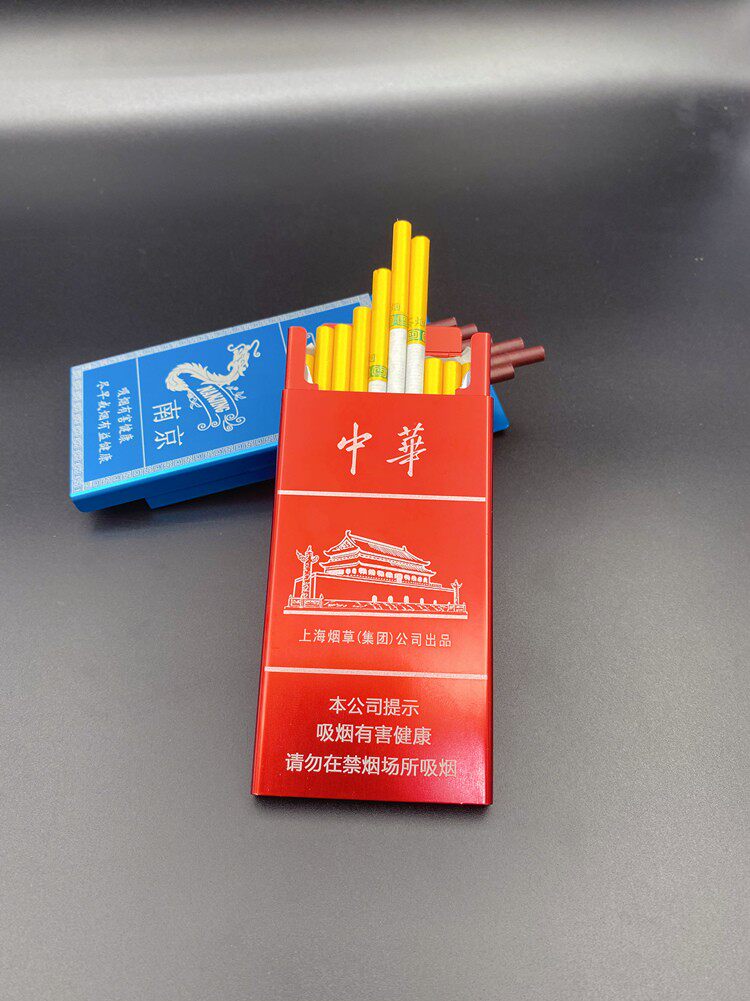 中華
上海烟草(集团)公司出品
本公司提示
吸烟有害健康
请勿在禁烟场所吸烟
NANJING
南京
吸烟有害健康
尽早戒烟有益健康